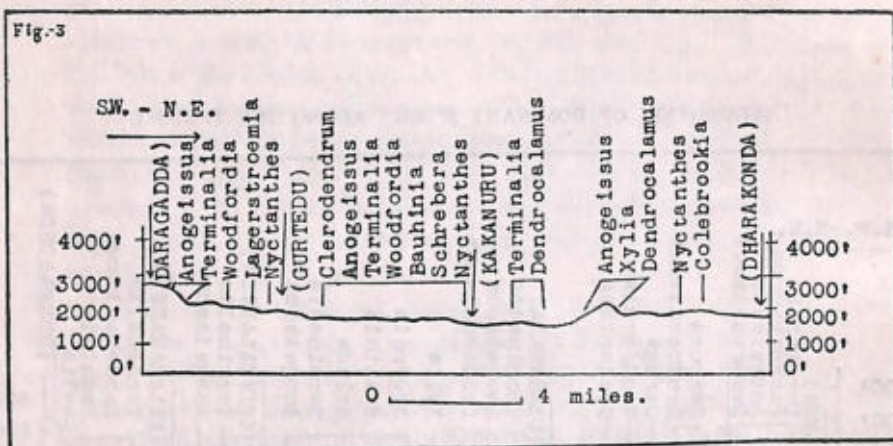 Fig.-3
S.W. - N.E.
(DARAGADDA)
Anogeissus
Terminalia
Woodfordia
Lagerstroemia
Nyctanthes
(GURTEDU)
Clerodendrum
Anogeissus
Terminalia
Woodfordia
Bauhinia
Schrebera
Nyctanthes
(KAKANURU)
Terminalia
Dendrocalamus
Anogeissus
Xylia
Dendrocalamus
Nyctanthes
Colebrookia
(DHARAKONDA)
4000'
3000'
2000'
1000'
0'
4000'
3000'
2000'
1000'
0'
0 4 miles.